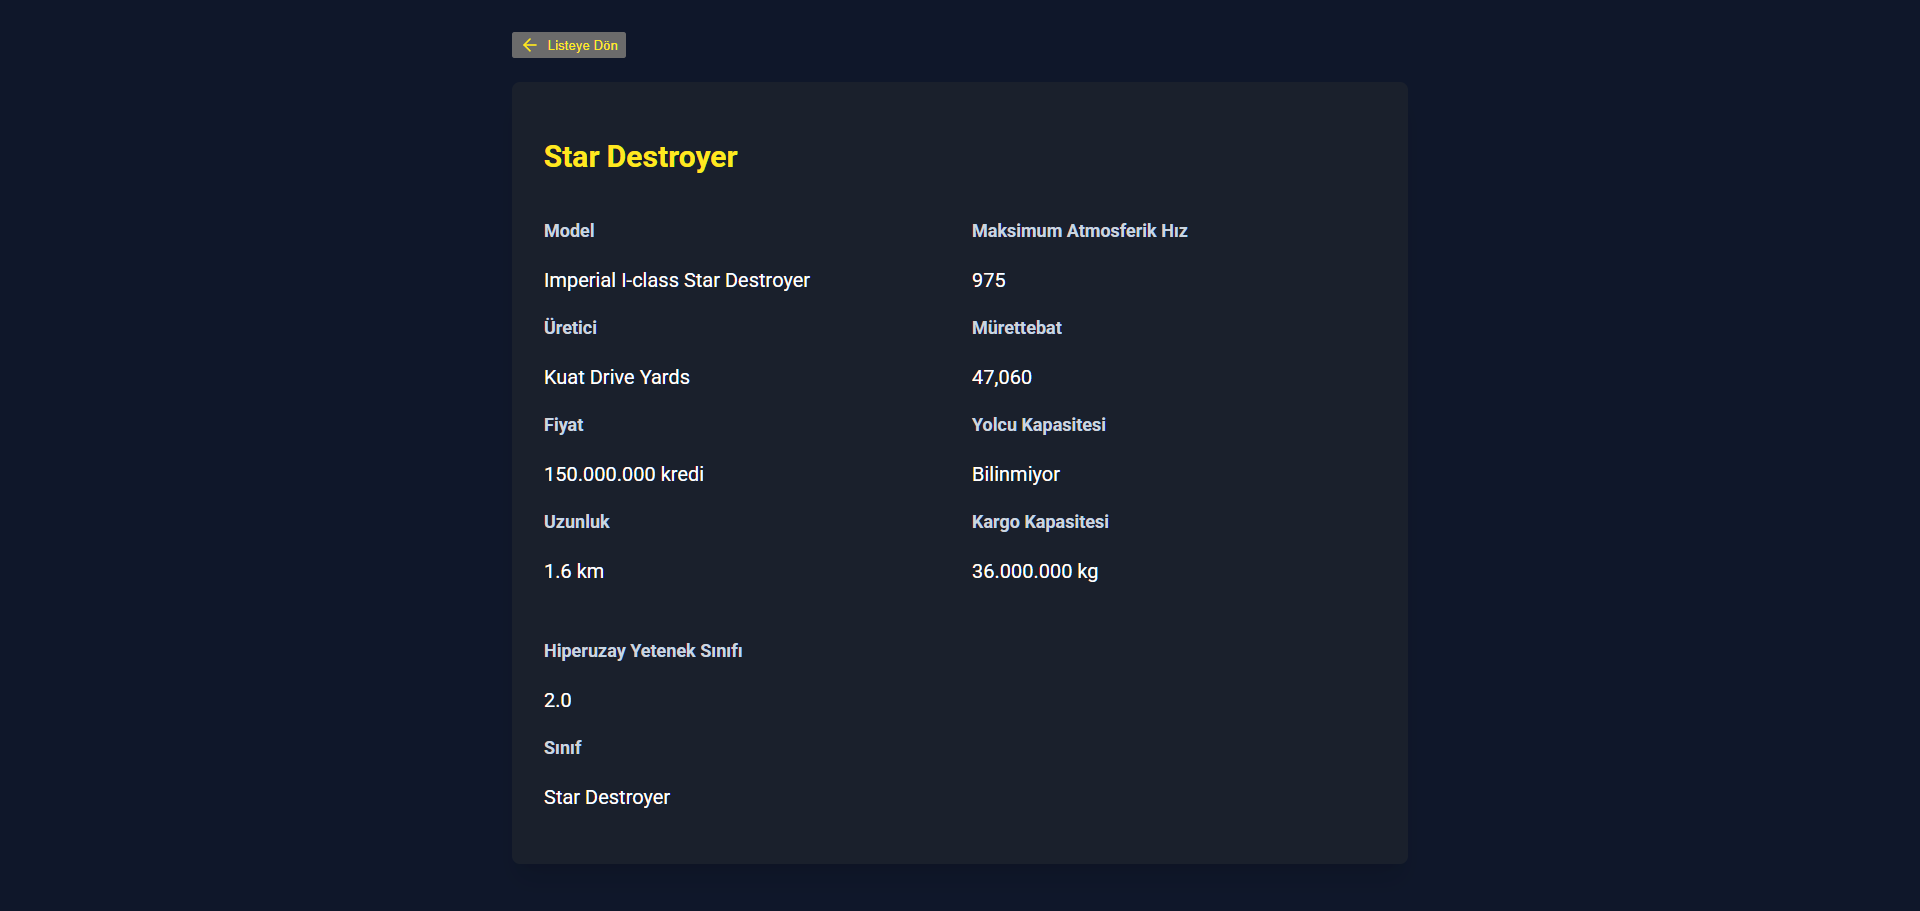 Listeye Dön
Star Destroyer
Model
Imperial I-class Star Destroyer
Üretici
Kuat Drive Yards
Fiyat
150.000.000 kredi
Uzunluk
1.6 km
Maksimum Atmosferik Hız
975
Mürettebat
47,060
Yolcu Kapasitesi
Bilinmiyor
Kargo Kapasitesi
36.000.000 kg
Hiperuzay Yetenek Sınıfı
2.0
Sınıf
Star Destroyer